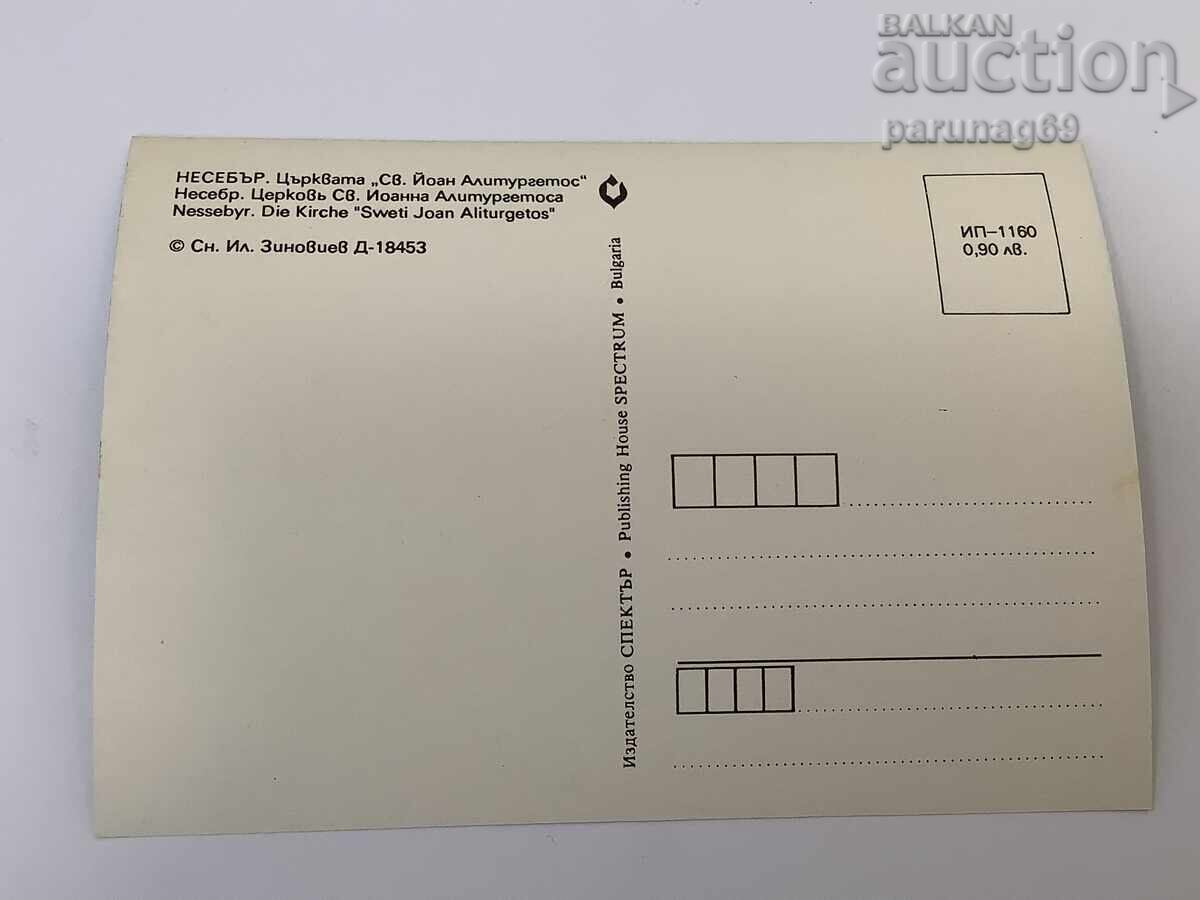 BALKAN
auction
parunag69
НЕСЕБЪР. Църквата „Св. Йоан Алитургетос“
Несебр. Церковь Св. Иоанна Алитургетоса
Nessebyr. Die Kirche "Sweti Joan Aliturgetos"
© Сн. Ил. Зиновиев Д-18453
Издателство СПЕКТЪР • Publishing House SPECTRUM • Bulgaria
ИП-1160
0,90 лв.